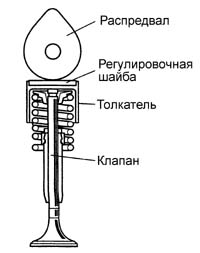 Распредвал
Регулировочная
шайба
Толкатель
Клапан